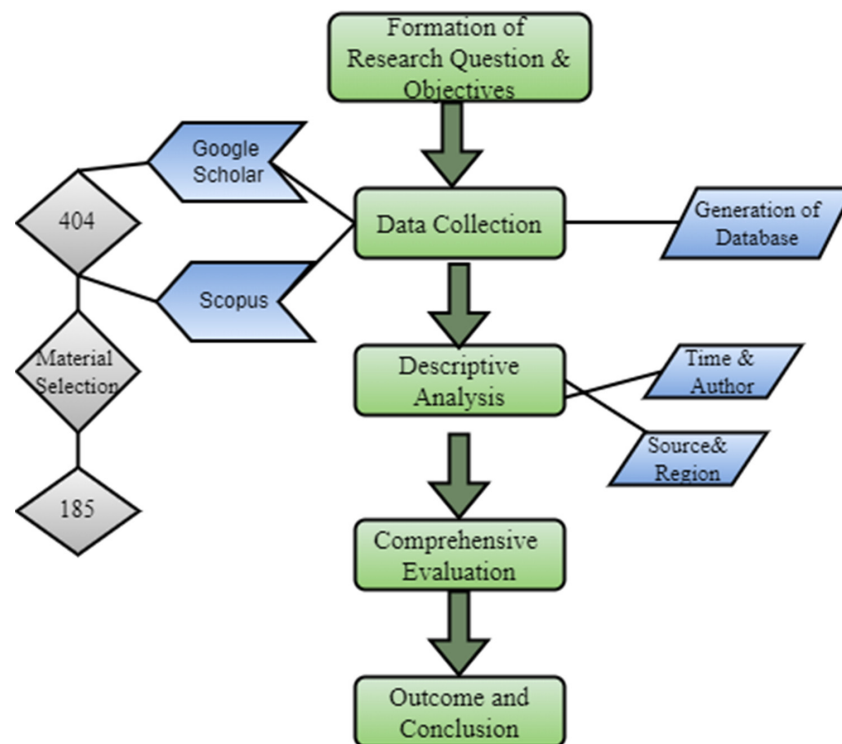 Formation of
Research Question &
Objectives
Google
Scholar
404
Data Collection
Generation of
Database
Scopus
Material
Selection
Descriptive
Analysis
Time &
Author
Source&
Region
185
Comprehensive
Evaluation
Outcome and
Conclusion